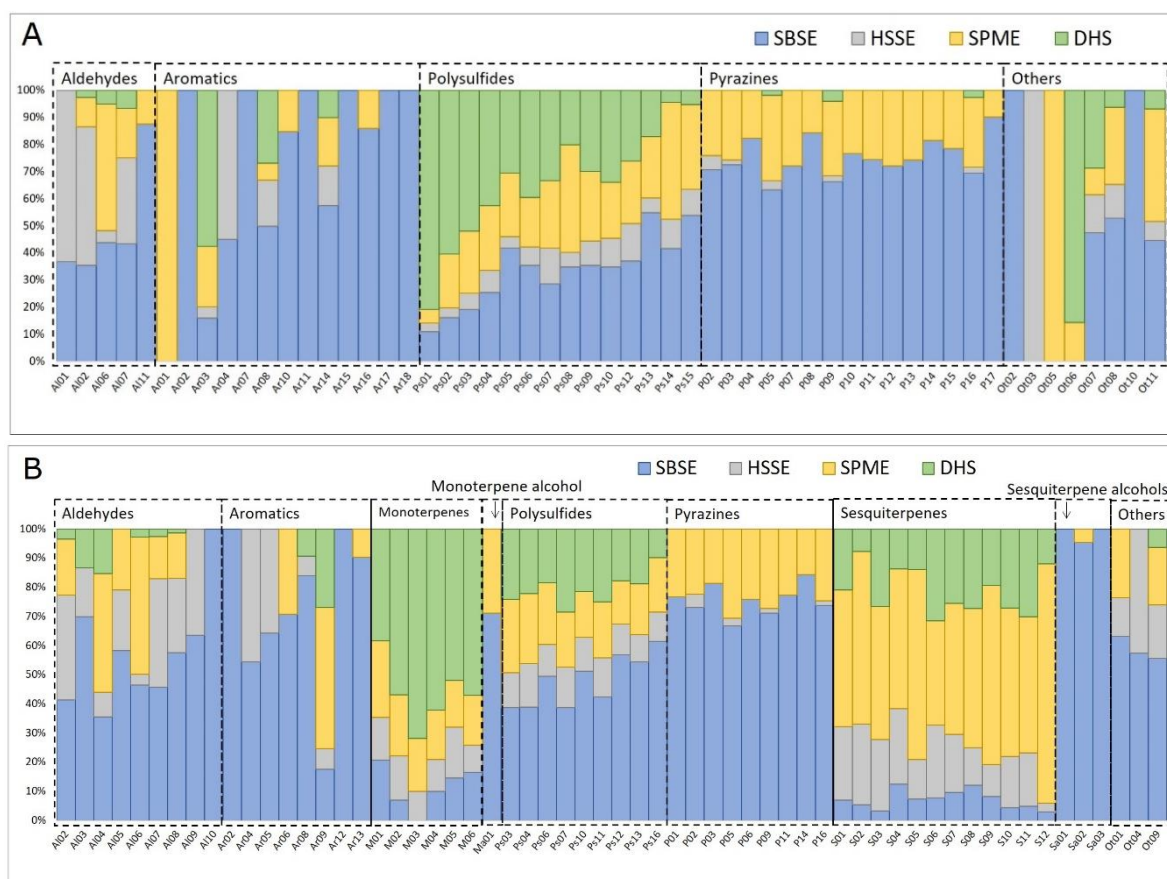 A
SBSE HSSE SPME DHS
Aldehydes Aromatics Polysulfides Pyrazines Others
100%
90%
80%
70%
60%
50%
40%
30%
20%
10%
0%
Al01 Al02 Al06 Al07 Al11 Ar01 Ar02 Ar03 Ar04 Ar07 Ar08 Ar10 Ar11 Ar14 Ar15 Ar16 Ar17 Ar18 Ps01 Ps02 Ps03 Ps04 Ps05 Ps06 Ps07 Ps08 Ps09 Ps10 Ps12 Ps13 Ps14 Ps15 P02 P03 P04 P05 P07 P08 P09 P10 P11 P12 P13 P14 P15 P16 P17 Ot02 Ot03 Ot05 Ot06 Ot07 Ot08 Ot10 Ot11
B
SBSE HSSE SPME DHS
Monoterpene alcohol Sesquiterpene alcohols
Aldehydes Aromatics Monoterpenes Polysulfides Pyrazines Sesquiterpenes Others
100%
90%
80%
70%
60%
50%
40%
30%
20%
10%
0%
Al02 Al03 Al04 Al05 Al06 Al07 Al08 Al09 Al10 Ar02 Ar04 Ar05 Ar06 Ar08 Ar09 Ar12 Ar13 M01 M02 M03 M04 M05 M06 Ma01 Ps03 Ps04 Ps06 Ps07 Ps10 Ps11 Ps12 Ps13 Ps16 P01 P02 P03 P05 P06 P09 P11 P14 P16 S01 S02 S03 S04 S05 S06 S07 S08 S09 S10 S11 S12 Sa01 Sa02 Sa03 Ot01 Ot04 Ot09